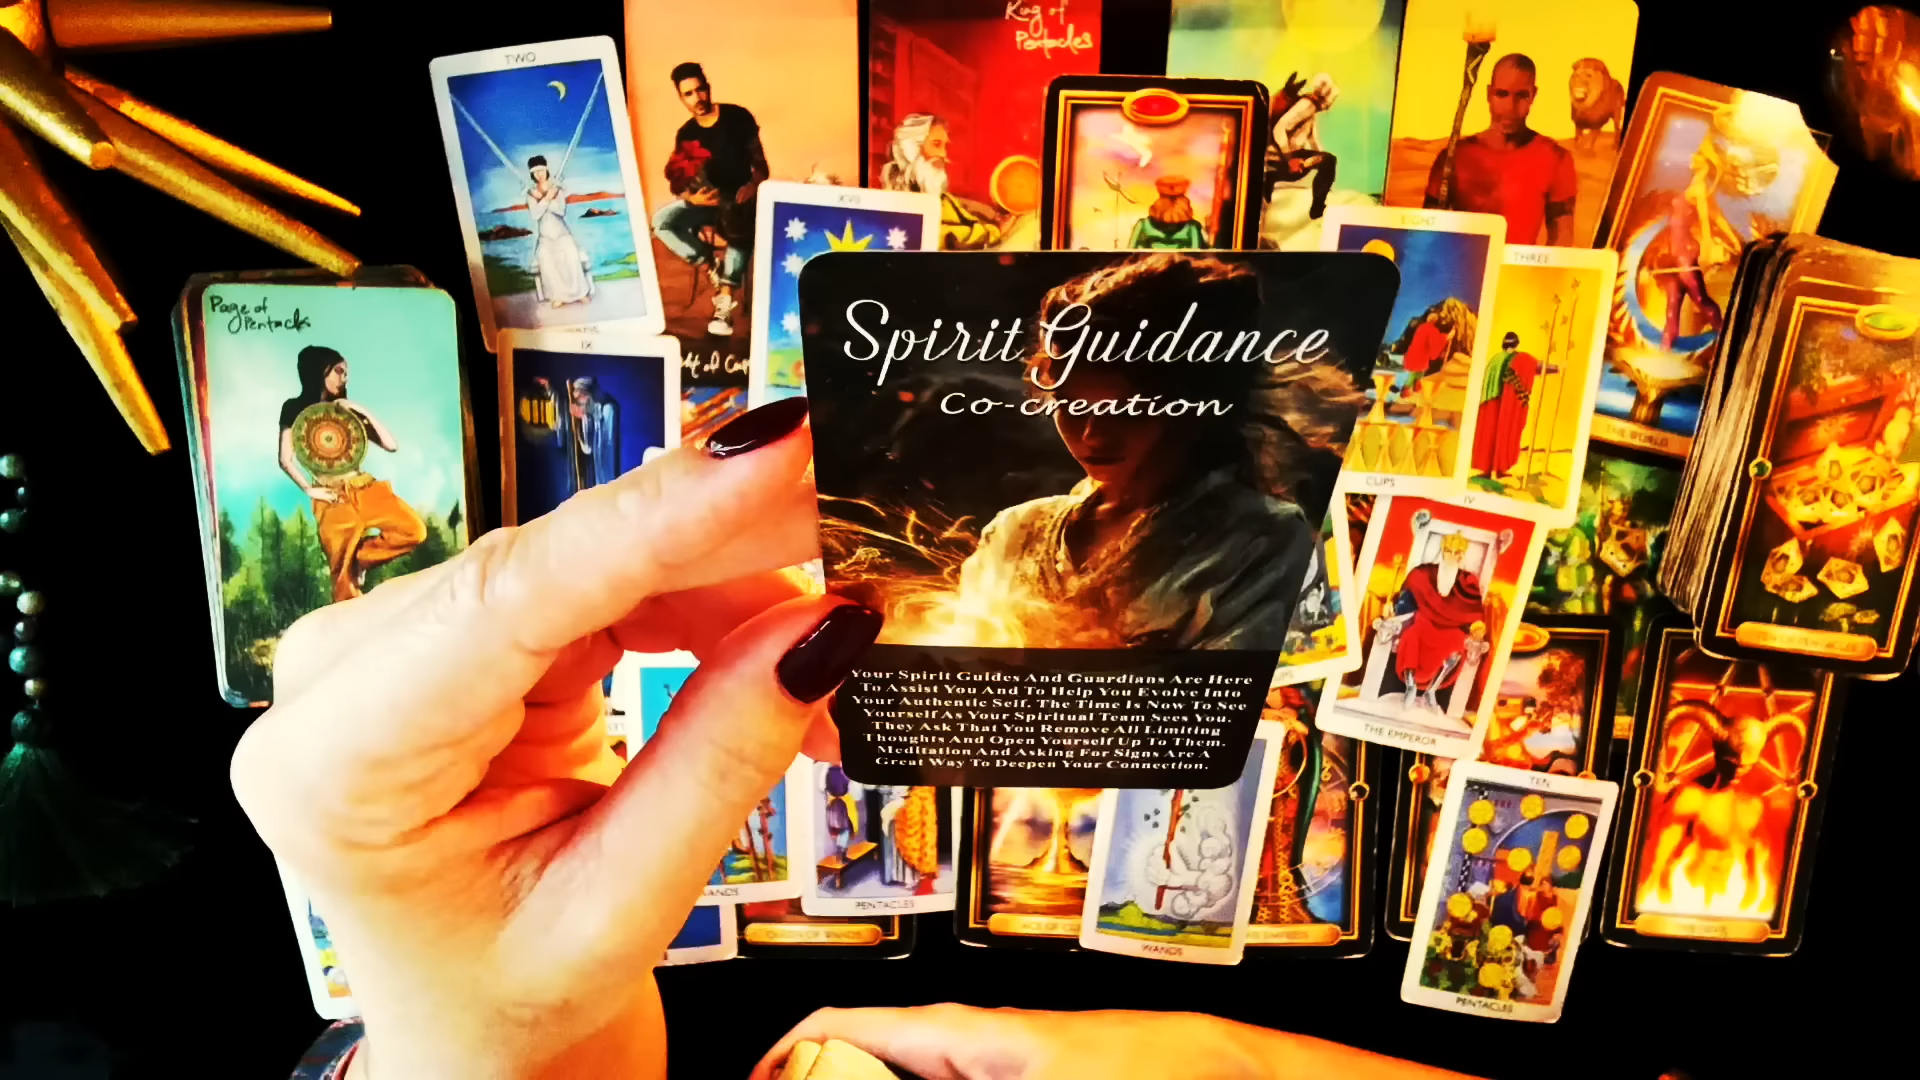 King of
Pentacles
TWO
XVII
EIGHT
THREE
Page of
Pentacles
IX
Spirit Guidance
Co-creation
THE WORLD
CUPS
IV
Your Spirit Guides And Guardians Are Here
To Assist You And To Help You Evolve Into
Your Authentic Self. The Time Is Now To See
Yourself As Your Spiritual Team Sees You.
They Ask That You Remove All Limiting
Thoughts And Open Yourself Up To Them.
Meditation And Asking For Signs Are A
Great Way To Deepen Your Connection.
THE EMPEROR
TEN
WANDS
PENTACLES
WANDS
PENTACLES